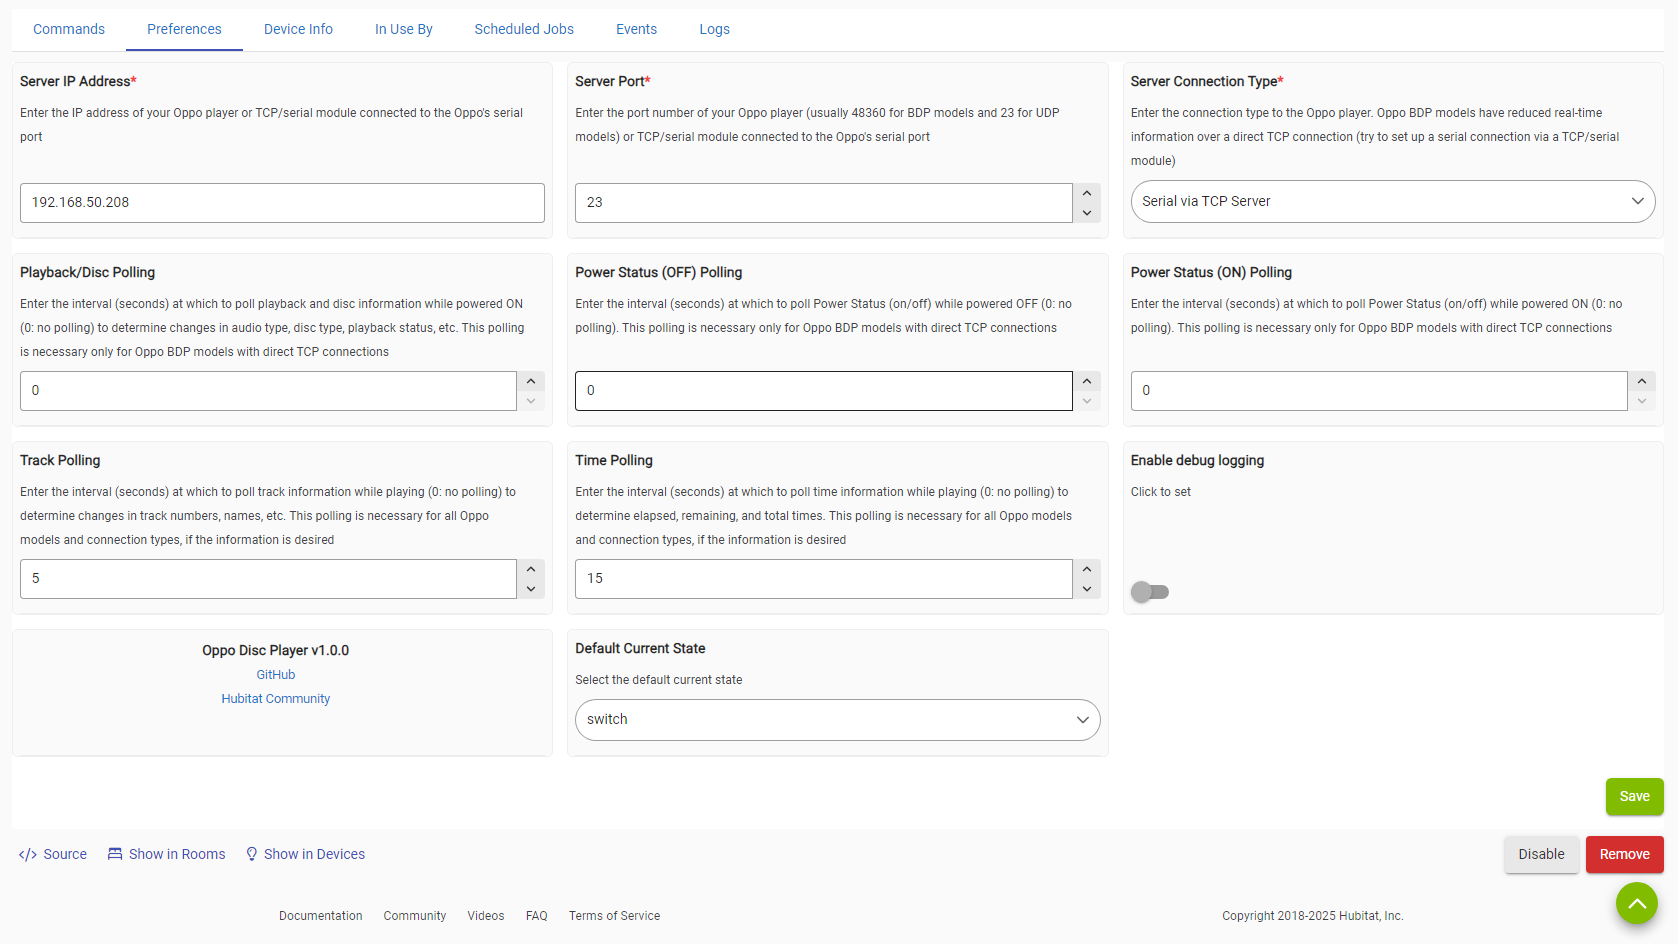 Commands
Preferences
Device Info
In Use By
Scheduled Jobs
Events
Logs
Server IP Address*
Enter the IP address of your Oppo player or TCP/serial module connected to the Oppo's serial
port
192.168.50.208
Server Port*
Enter the port number of your Oppo player (usually 48360 for BDP models and 23 for UDP
models) or TCP/serial module connected to the Oppo's serial port
23
Server Connection Type*
Enter the connection type to the Oppo player. Oppo BDP models have reduced real-time
information over a direct TCP connection (try to set up a serial connection via a TCP/serial
module)
Serial via TCP Server
Playback/Disc Polling
Enter the interval (seconds) at which to poll playback and disc information while powered ON
(0: no polling) to determine changes in audio type, disc type, playback status, etc. This polling
is necessary only for Oppo BDP models with direct TCP connections
0
Power Status (OFF) Polling
Enter the interval (seconds) at which to poll Power Status (on/off) while powered OFF (0: no
polling). This polling is necessary only for Oppo BDP models with direct TCP connections
0
Power Status (ON) Polling
Enter the interval (seconds) at which to poll Power Status (on/off) while powered ON (0: no
polling). This polling is necessary only for Oppo BDP models with direct TCP connections
0
Track Polling
Enter the interval (seconds) at which to poll track information while playing (0: no polling) to
determine changes in track numbers, names, etc. This polling is necessary for all Oppo
models and connection types, if the information is desired
5
Time Polling
Enter the interval (seconds) at which to poll time information while playing (0: no polling) to
determine elapsed, remaining, and total times. This polling is necessary for all Oppo models
and connection types, if the information is desired
15
Enable debug logging
Click to set
Oppo Disc Player v1.0.0
GitHub
Hubitat Community
Default Current State
Select the default current state
switch
Save
</> Source
Show in Rooms
Show in Devices
Disable
Remove
Documentation
Community
Videos
FAQ
Terms of Service
Copyright 2018-2025 Hubitat, Inc.